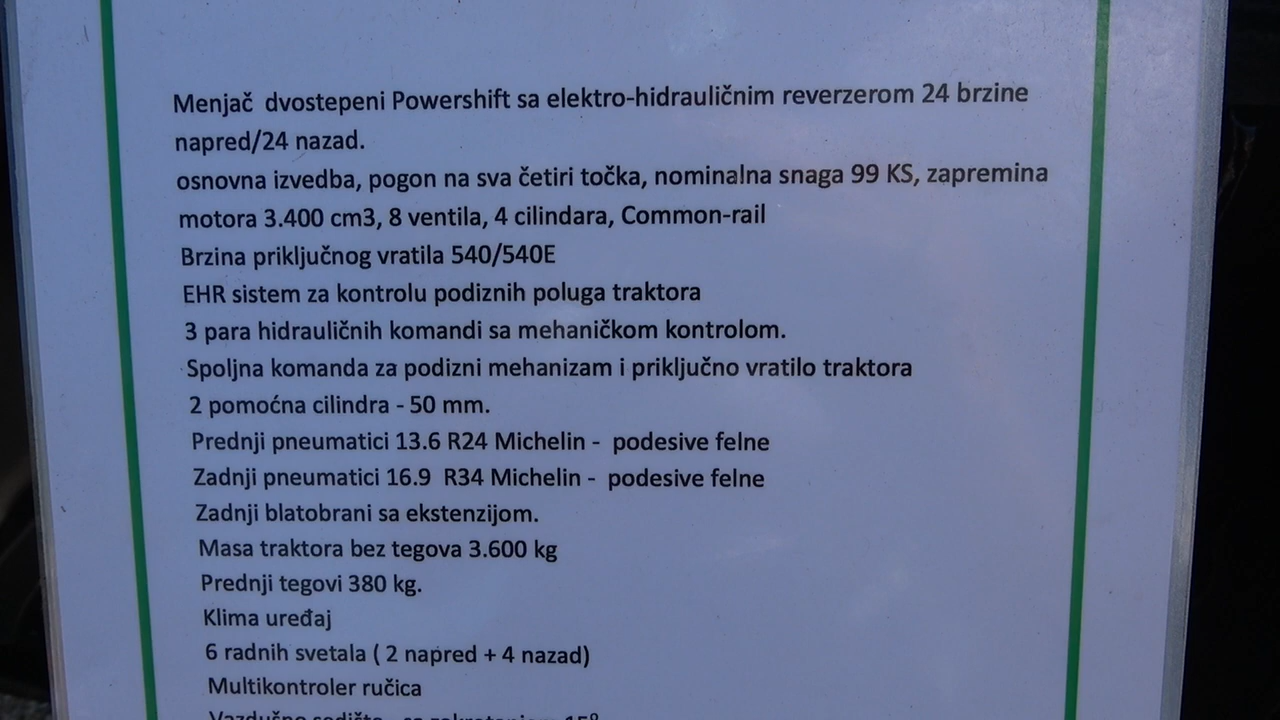 Menjač dvostepeni Powershift sa elektro-hidrauličnim reverzerom 24 brzine
napred/24 nazad.
osnovna izvedba, pogon na sva četiri točka, nominalna snaga 99 KS, zapremina
motora 3.400 cm3, 8 ventila, 4 cilindara, Common-rail
Brzina priključnog vratila 540/540E
EHR sistem za kontrolu podiznih poluga traktora
3 para hidrauličnih komandi sa mehaničkom kontrolom.
Spoljna komanda za podizni mehanizam i priključno vratilo traktora
2 pomoćna cilindra - 50 mm.
Prednji pneumatici 13.6 R24 Michelin - podesive felne
Zadnji pneumatici 16.9 R34 Michelin - podesive felne
Zadnji blatobrani sa ekstenzijom.
Masa traktora bez tegova 3.600 kg
Prednji tegovi 380 kg.
Klima uređaj
6 radnih svetala ( 2 napred + 4 nazad)
Multikontroler ručica